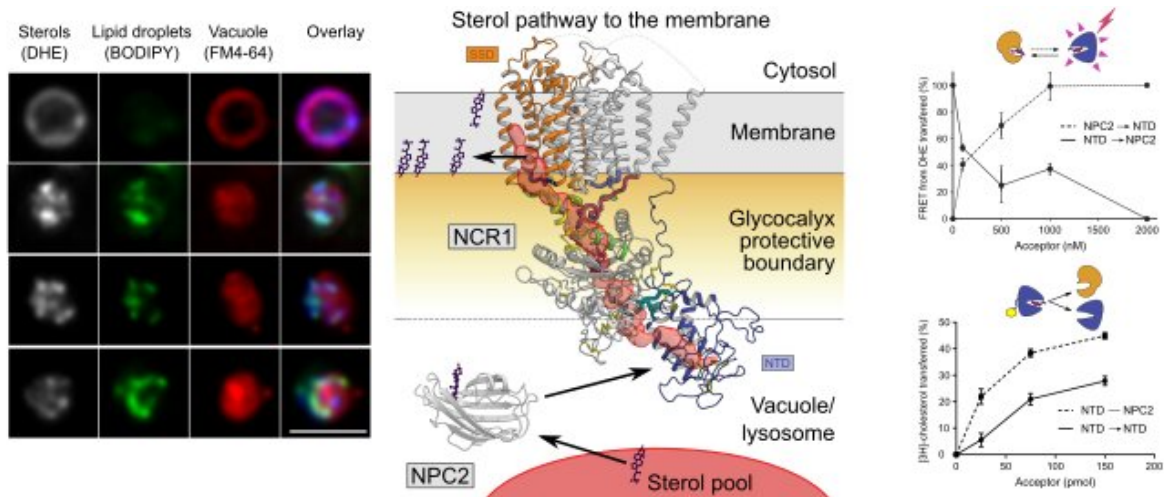 Sterols Lipid droplets Vacuole Overlay
(DHE) (BODIPY) (FM4-64)
Sterol pathway to the membrane
SSD
Cytosol
Membrane
NCR1
Glycocalyx
protective
boundary
NTD
Vacuole/
lysosome
NPC2
Sterol pool
FRET from DHE transferred (%)
100
80
60
40
20
0
NPC2 → NTD
NTD → NPC2
0 500 1000 1500 2000
Acceptor (nM)
[3H]-cholesterol transferred (%)
50
40
30
20
10
0
NTD → NPC2
NTD → NTD
0 50 100 150 200
Acceptor (pmol)